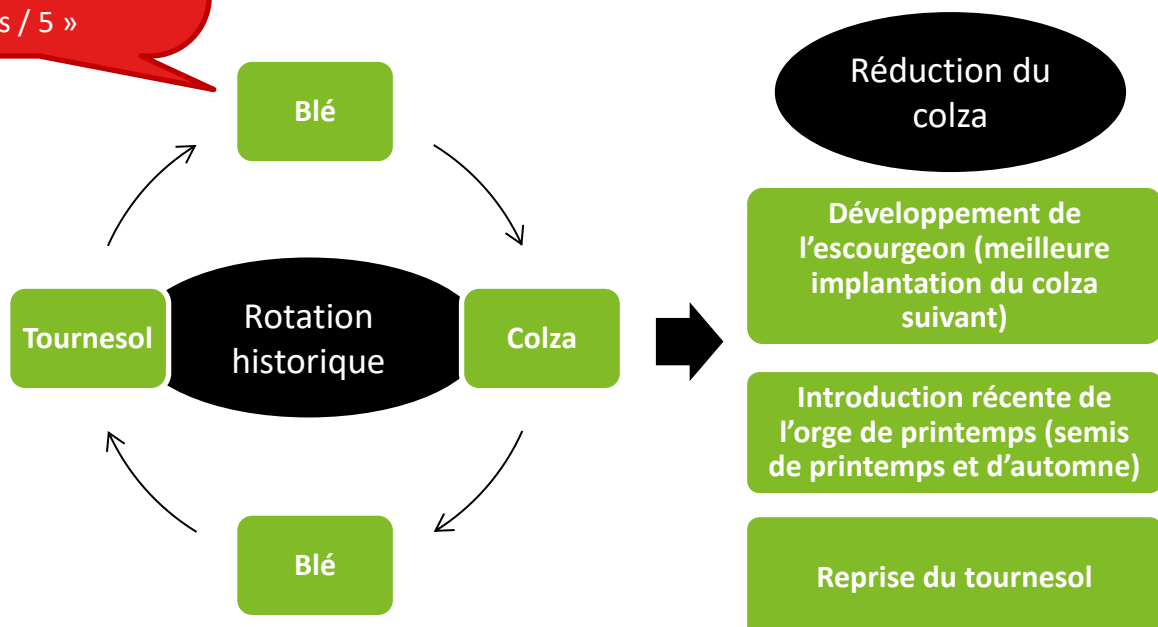 s / 5 »
Blé
Tournesol
Rotation
historique
Colza
Blé
Réduction du
colza
Développement de
l’escourgeon (meilleure
implantation du colza
suivant)
Introduction récente de
l’orge de printemps (semis
de printemps et d’automne)
Reprise du tournesol